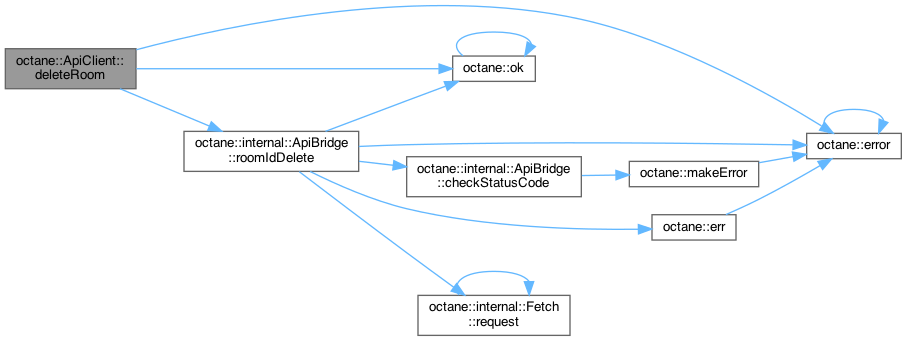 octane::ApiClient::
deleteRoom
octane::ok
octane::error
octane::internal::ApiBridge
::roomIdDelete
octane::internal::ApiBridge
::checkStatusCode
octane::makeError
octane::err
octane::internal::Fetch
::request